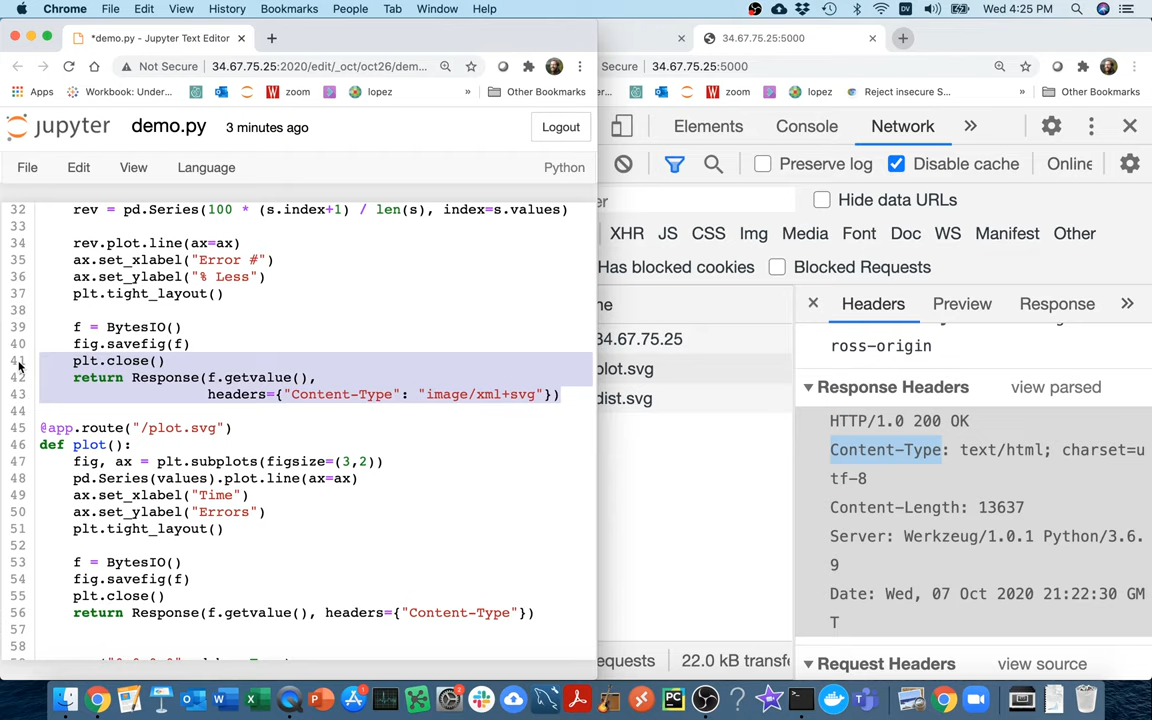 Chrome File Edit View History Bookmarks People Tab Window Help DV Wed 4:25 PM
*demo.py - Jupyter Text Editor
34.67.75.25:5000
Not Secure 34.67.75.25:2020/edit/_oct/oct26/dem...
Secure 34.67.75.25:5000
Apps Workbook: Under... W zoom lopez » Other Bookmarks
W zoom lopez Reject insecure S... » Other Bookmarks
jupyter demo.py 3 minutes ago Logout
File Edit View Language Python
Elements Console Network »
Preserve log Disable cache Online
er Hide data URLs
XHR JS CSS Img Media Font Doc WS Manifest Other
Has blocked cookies Blocked Requests
32 rev = pd.Series(100 * (s.index+1) / len(s), index=s.values)
33
34 rev.plot.line(ax=ax)
35 ax.set_xlabel("Error #")
36 ax.set_ylabel("% Less")
37 plt.tight_layout()
38
39 f = BytesIO()
40 fig.savefig(f)
41 plt.close()
42 return Response(f.getvalue(),
43 headers={"Content-Type": "image/xml+svg"})
44
45 @app.route("/plot.svg")
46 def plot():
47 fig, ax = plt.subplots(figsize=(3,2))
48 pd.Series(values).plot.line(ax=ax)
49 ax.set_xlabel("Time")
50 ax.set_ylabel("Errors")
51 plt.tight_layout()
52
53 f = BytesIO()
54 fig.savefig(f)
55 plt.close()
56 return Response(f.getvalue(), headers={"Content-Type"})
57
58
me
34.67.75.25
plot.svg
dist.svg
equests 22.0 kB transfe
Headers Preview Response »
ross-origin
Response Headers view parsed
HTTP/1.0 200 OK
Content-Type: text/html; charset=u
tf-8
Content-Length: 13637
Server: Werkzeug/1.0.1 Python/3.6.
9
Date: Wed, 07 Oct 2020 21:22:30 GM
T
Request Headers view source